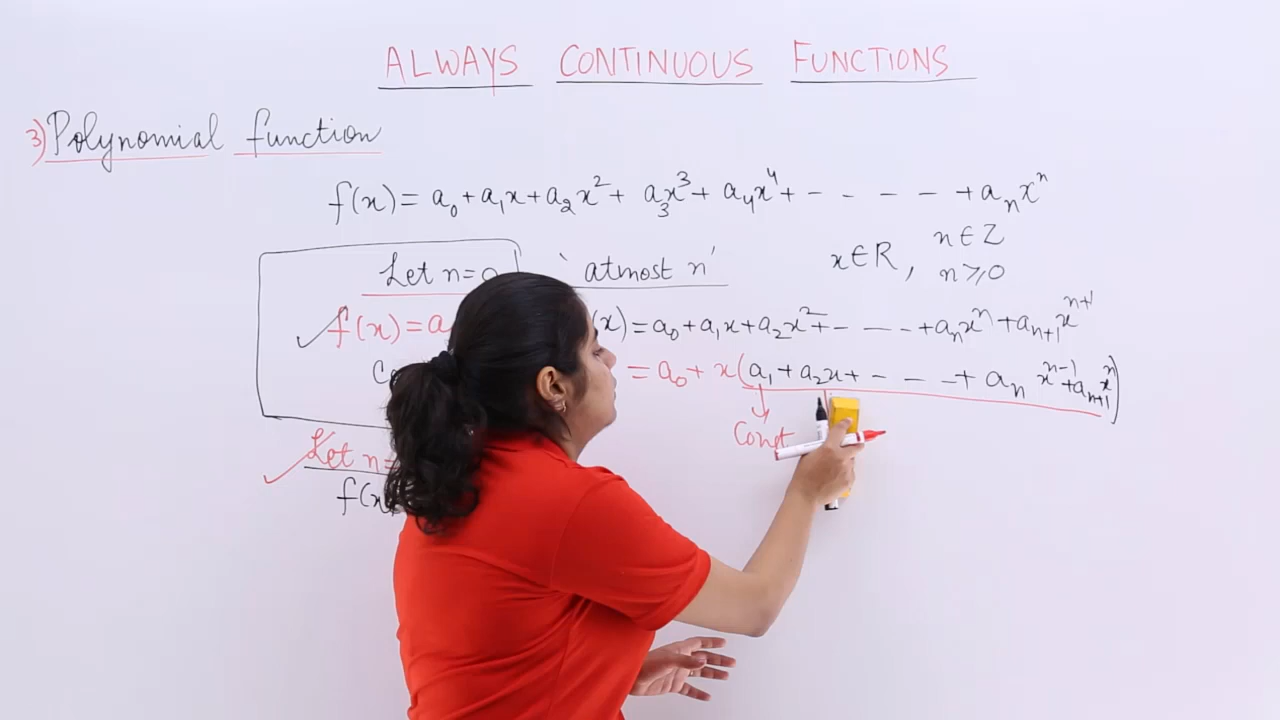 ALWAYS CONTINUOUS FUNCTIONS
3) Polynomial function
f(x) = a₀ + a₁x + a₂x² + a₃x³ + a₄x⁴ + - - - - + aₙxⁿ
x ∈ R, n ∈ Z
n ≥ 0
Let n=0 'atmost n'
f(x) = a
(x) = a₀ + a₁x + a₂x² + - - - - + aₙxⁿ + aₙ₊₁xⁿ⁺¹
= a₀ + x(a₁ + a₂x + - - - + aₙ xⁿ⁻¹ + aₙ₊₁xⁿ)
Const
Let n=
f(x